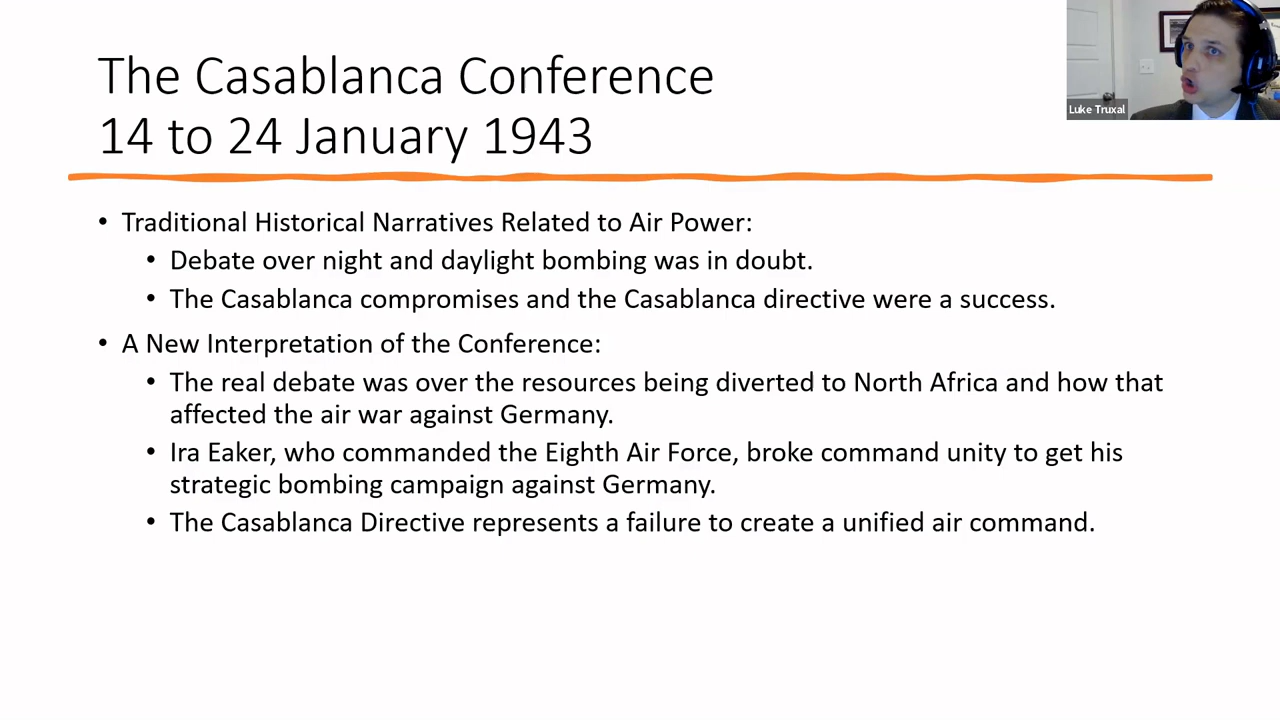 The Casablanca Conference
14 to 24 January 1943
Luke Truxal
• Traditional Historical Narratives Related to Air Power:
• Debate over night and daylight bombing was in doubt.
• The Casablanca compromises and the Casablanca directive were a success.
• A New Interpretation of the Conference:
• The real debate was over the resources being diverted to North Africa and how that
affected the air war against Germany.
• Ira Eaker, who commanded the Eighth Air Force, broke command unity to get his
strategic bombing campaign against Germany.
• The Casablanca Directive represents a failure to create a unified air command.